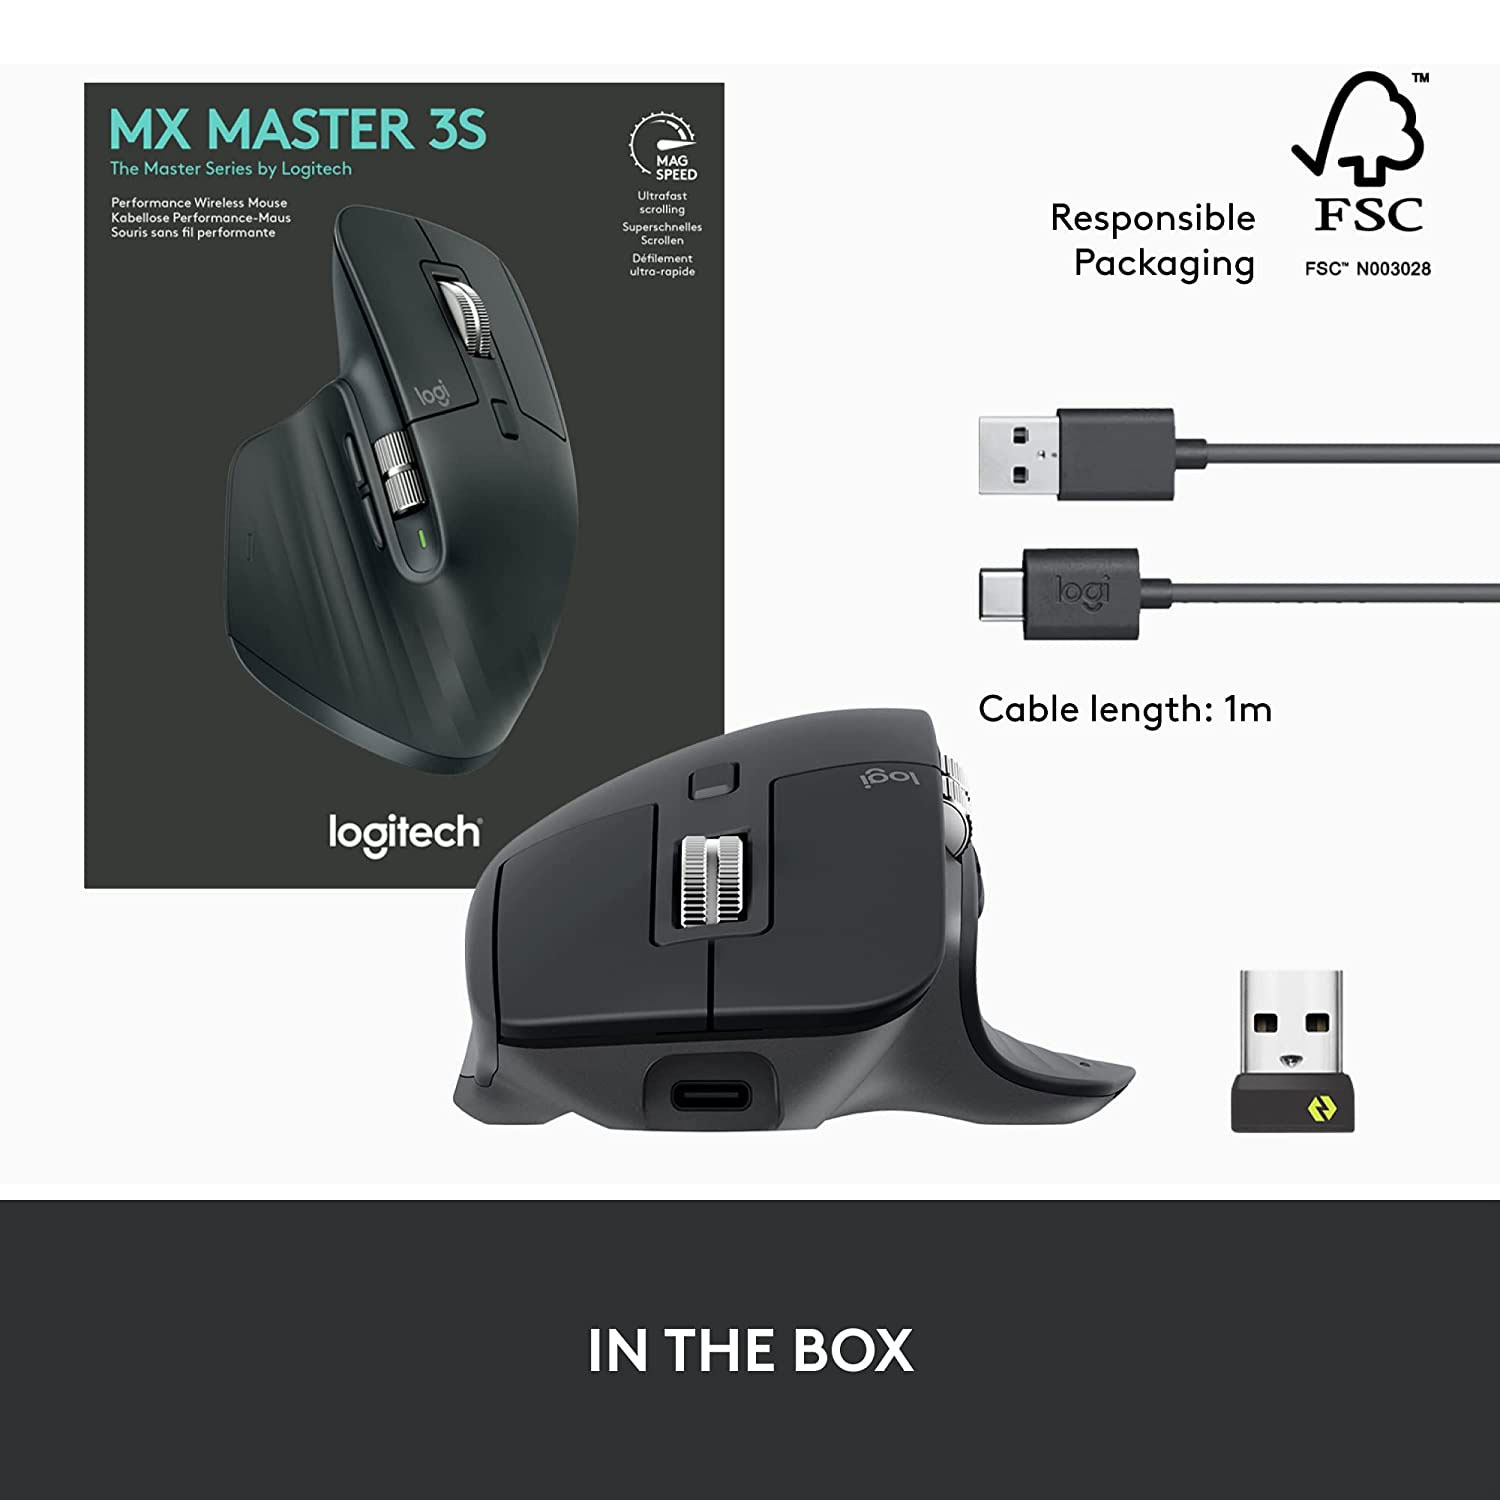 MX MASTER 3S
The Master Series by Logitech
Performance Wireless Mouse
Kabellose Performance-Maus
Souris sans fil performante
MAG
SPEED
Ultrafast
scrolling
Superschnelles
Scrollen
Défilement
ultra-rapide
logi
logitech
Responsible
Packaging
TM
FSC
FSC™ N003028
logi
Cable length: 1m
logi
IN THE BOX